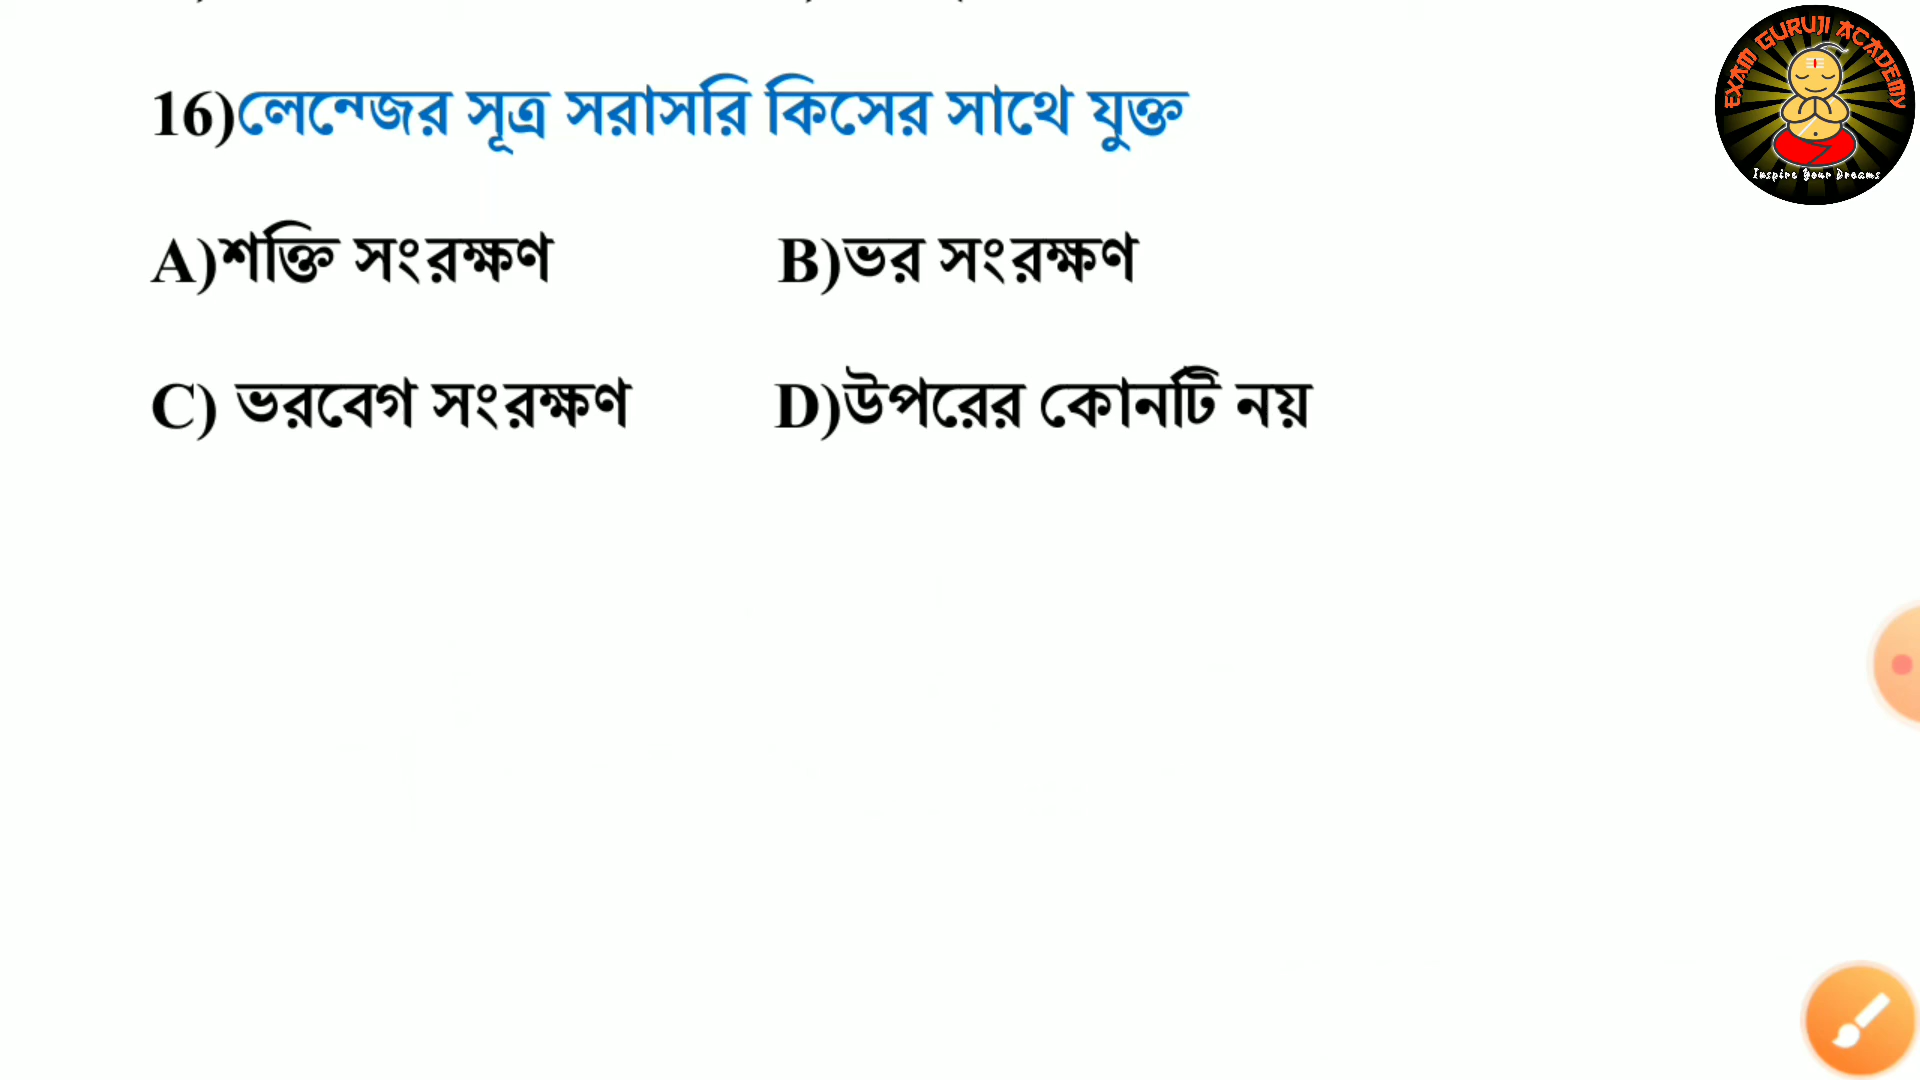 EXAM GURUJI ACADEMY
Inspire Your Dreams
16)লেন্জের সূত্র সরাসরি কিসের সাথে যুক্ত
A)শক্তি সংরক্ষণ B)ভর সংরক্ষণ
C) ভরবেগ সংরক্ষণ D)উপরের কোনটি নয়